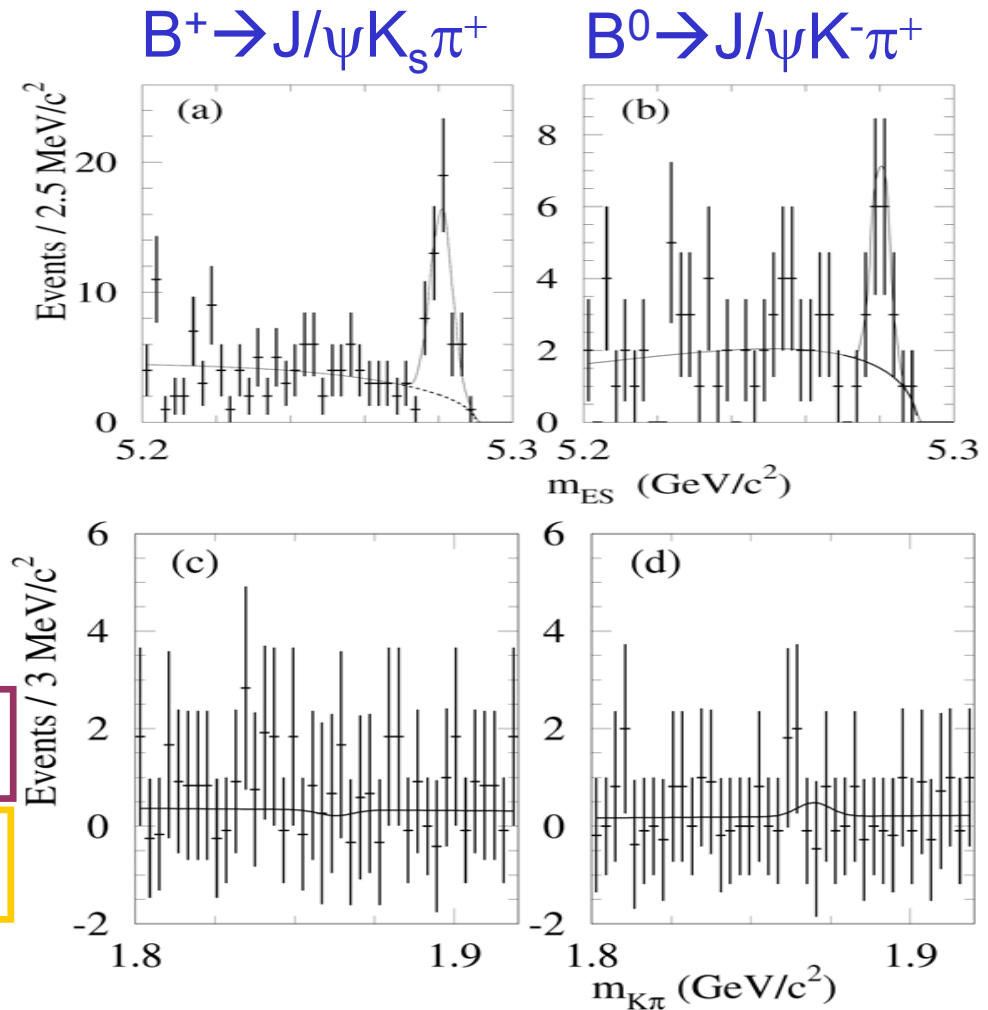 B⁺→J/ψKₛπ⁺ B⁰→J/ψK⁻π⁺
Events / 2.5 MeV/c²
(a)
20
10
0
5.2 5.3
(b)
8
6
4
2
0
5.2 5.3
m_ES (GeV/c²)
Events / 3 MeV/c²
(c)
6
4
2
0
-2
1.8 1.9
(d)
6
4
2
0
-2
1.8 1.9
m_Kπ (GeV/c²)